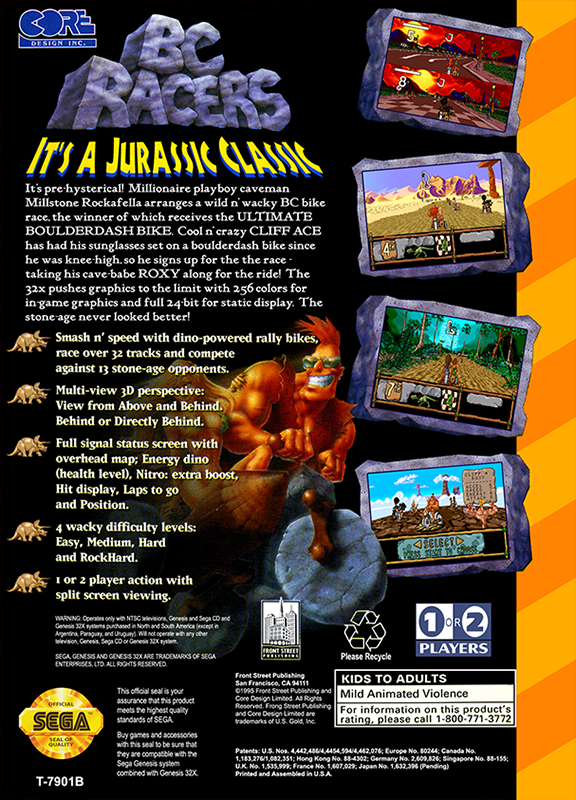 CORE
DESIGN INC.
BC
RACERS
IT'S A JURASSIC CLASSIC
It's pre-hysterical! Millionaire playboy caveman
Millstone Rockafella arranges a wild n' wacky BC bike
race, the winner of which receives the ULTIMATE
BOULDERDASH BIKE. Cool n' crazy CLIFF ACE
has had his sunglasses set on a boulderdash bike since
he was knee-high, so he signs up for the the race -
taking his cave-babe ROXY along for the ride! The
32x pushes graphics to the limit with 256 colors for
in-game graphics and full 24-bit for static display. The
stone-age never looked better!
Smash n' speed with dino-powered rally bikes,
race over 32 tracks and compete
against 13 stone-age opponents.
Multi-view 3D perspective:
View from Above and Behind,
Behind or Directly Behind.
Full signal status screen with
overhead map; Energy dino
(health level), Nitro: extra boost,
Hit display, Laps to go
and Position.
4 wacky difficulty levels:
Easy, Medium, Hard
and RockHard.
1 or 2 player action with
split screen viewing.
5
8
4
7
SELECT
WARNING: Operates only with NTSC televisions, Genesis and Sega CD and
Genesis 32X systems purchased in North and South America (except in
Argentina, Paraguay, and Uruguay). Will not operate with any other
television, Genesis, Sega CD or Genesis 32X system.
SEGA, GENESIS AND GENESIS 32X ARE TRADEMARKS OF SEGA
ENTERPRISES, LTD. ALL RIGHTS RESERVED.
FRONT STREET
PUBLISHING
Please Recycle
1 OR 2
PLAYERS
OFFICIAL
SEGA
SEAL OF
QUALITY
T-7901B
This official seal is your
assurance that this product
meets the highest quality
standards of SEGA.
Buy games and accessories
with this seal to be sure that
they are compatible with the
Sega Genesis system
combined with Genesis 32X.
Front Street Publishing
San Francisco, CA 94111
©1995 Front Street Publishing and
Core Design Limited. All Rights
Reserved. Frong Street Publishing
and Core Design Limited are
trademarks of U.S. Gold, Inc.
KIDS TO ADULTS
Mild Animated Violence
For information on this product's
rating, please call 1-800-771-3772
Patents: U.S. Nos. 4,442,486/4,4454,594/4,462,076; Europe No. 80244; Canada No.
1,183,276/1,082,351; Hong Kong No. 88-4302; Germany No. 2,609,826; Singapore No. 88-155;
U.K. No. 1,535,999; France No. 1,607,029; Japan No. 1,632,396 (Pending)
Printed and Assembled in U.S.A.